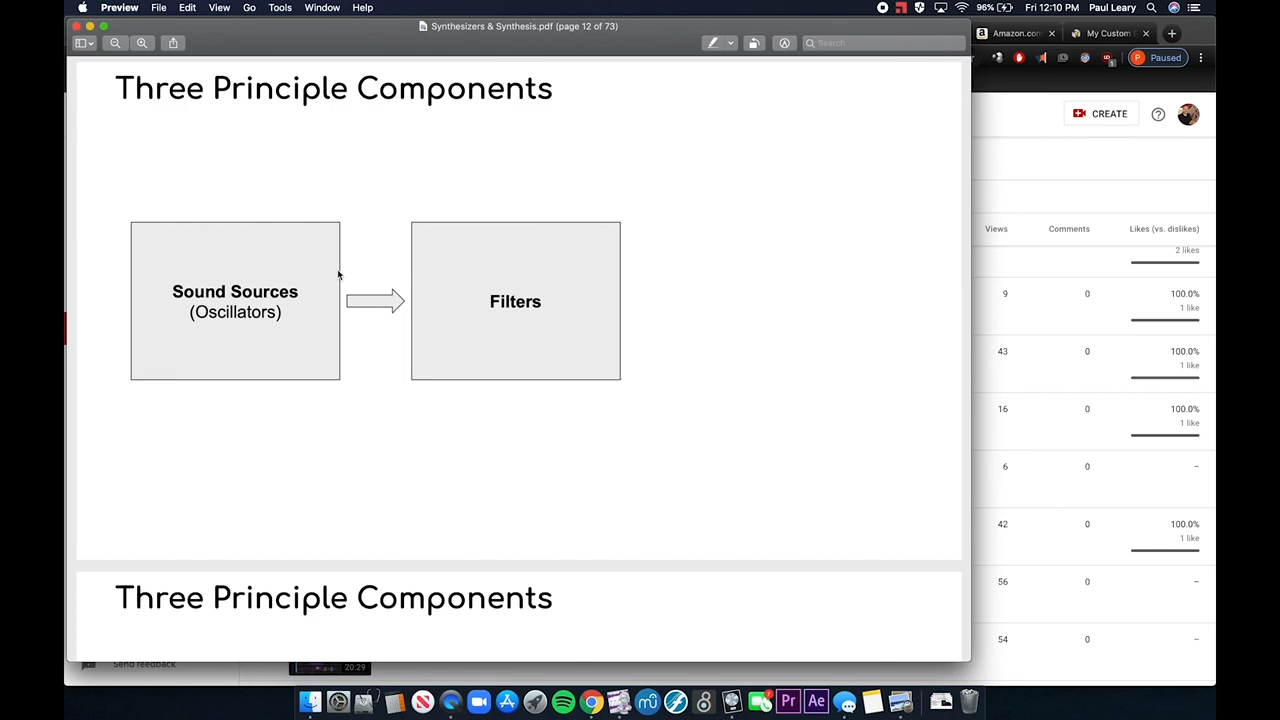 Preview File Edit View Go Tools Window Help 96% Fri 12:10 PM Paul Leary
Synthesizers & Synthesis.pdf (page 12 of 73)
Amazon.com
My Custom
Search
P Paused
Three Principle Components
CREATE
Sound Sources
(Oscillators)
Filters
Views Comments Likes (vs. dislikes)
2 likes
9 0 100.0%
1 like
43 0 100.0%
1 like
16 0 100.0%
1 like
6 0 –
42 0 100.0%
1 like
56 0 –
54 0 –
Three Principle Components
Send feedback
20:29
Pr Ae